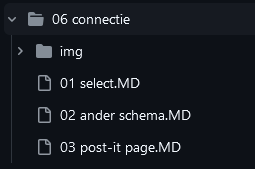 06 connectie
img
01 select.MD
02 ander schema.MD
03 post-it page.MD